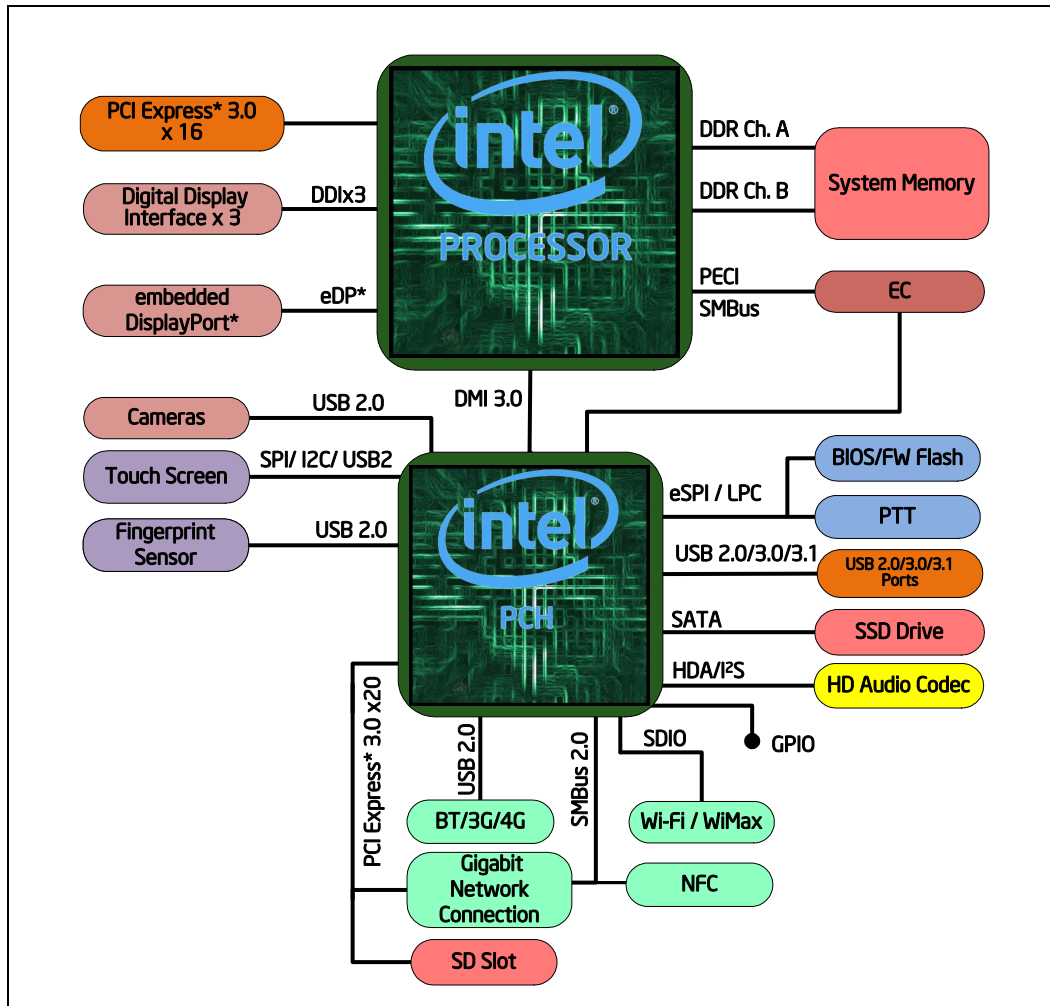 PCI Express* 3.0
x 16
Digital Display
Interface x 3
DDIx3
embedded
DisplayPort*
eDP*
intel
®
PROCESSOR
DDR Ch. A
DDR Ch. B
System Memory
PECI
SMBus
EC
DMI 3.0
Cameras
USB 2.0
Touch Screen
SPI/ I2C/ USB2
Fingerprint
Sensor
USB 2.0
intel
®
PCH
eSPI / LPC
BIOS/FW Flash
PTT
USB 2.0/3.0/3.1
USB 2.0/3.0/3.1
Ports
SATA
SSD Drive
HDA/I²S
HD Audio Codec
GPIO
PCI Express* 3.0 x20
USB 2.0
SMBus 2.0
SDIO
BT/3G/4G
Wi-Fi / WiMax
Gigabit
Network
Connection
NFC
SD Slot